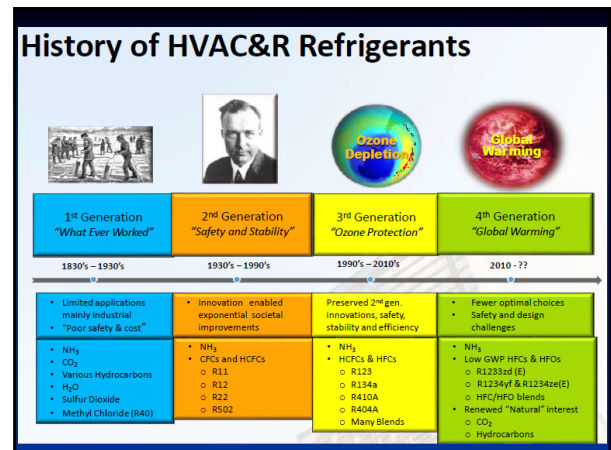 History of HVAC&R Refrigerants
Ozone
Depletion
Global
Warming
1st Generation
"What Ever Worked"
2nd Generation
"Safety and Stability"
3rd Generation
"Ozone Protection"
4th Generation
"Global Warming"
1830's – 1930's
1930's – 1990's
1990's – 2010's
2010 - ??
• Limited applications
mainly industrial
• "Poor safety & cost"
• Innovation enabled
exponential societal
improvements
Preserved 2nd gen.
innovations, safety,
stability and efficiency
• Fewer optimal choices
• Safety and design
challenges
• NH₃
• CO₂
• Various Hydrocarbons
• H₂O
• Sulfur Dioxide
• Methyl Chloride (R40)
• NH₃
• CFCs and HCFCs
o R11
o R12
o R22
o R502
• NH₃
• HCFCs & HFCs
o R123
o R134a
o R410A
o R404A
o Many Blends
• NH₃
• Low GWP HFCs & HFOs
o R1233zd (E)
o R1234yf & R1234ze(E)
o HFC/HFO blends
• Renewed "Natural" interest
o CO₂
o Hydrocarbons